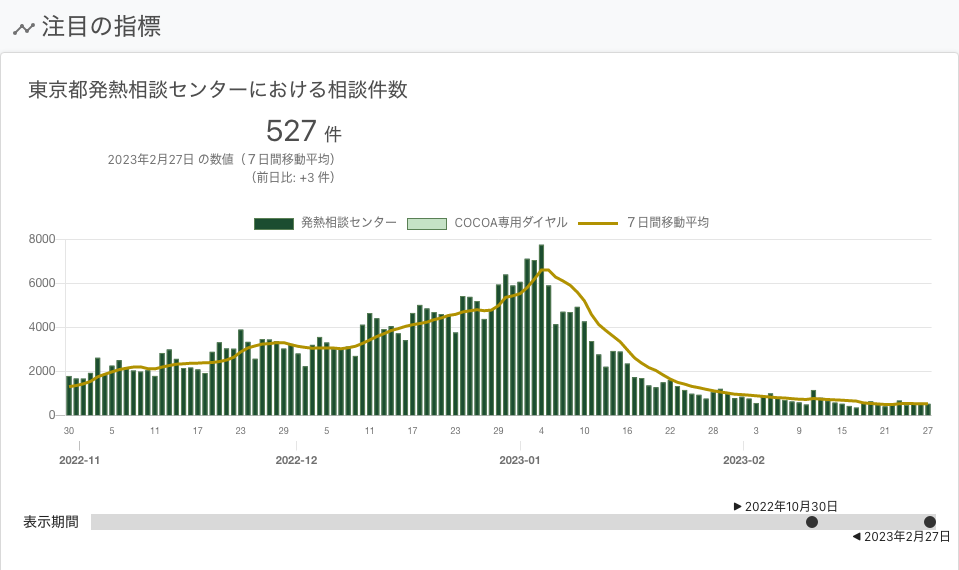 注目の指標
東京都発熱相談センターにおける相談件数
527 件
2023年2月27日 の数値（７日間移動平均）
（前日比: +3 件）
発熱相談センター COCOA専用ダイヤル ７日間移動平均
8000
6000
4000
2000
0
30 5 11 17 23 29 5 11 17 23 29 4 10 16 22 28 3 9 15 21 27
2022-11 2022-12 2023-01 2023-02
▶ 2022年10月30日
表示期間
◀ 2023年2月27日